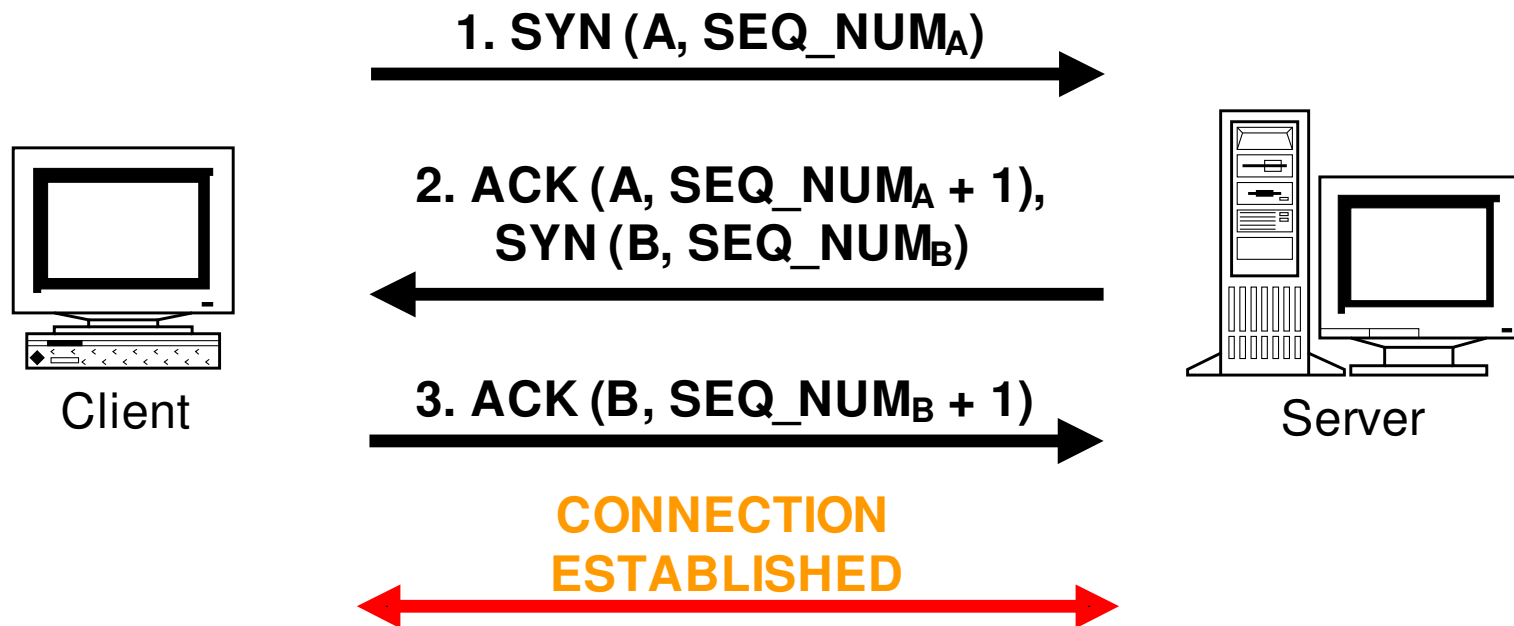 1. SYN (A, SEQ_NUMA)
2. ACK (A, SEQ_NUMA + 1),
SYN (B, SEQ_NUMB)
3. ACK (B, SEQ_NUMB + 1)
Client
Server
CONNECTION
ESTABLISHED